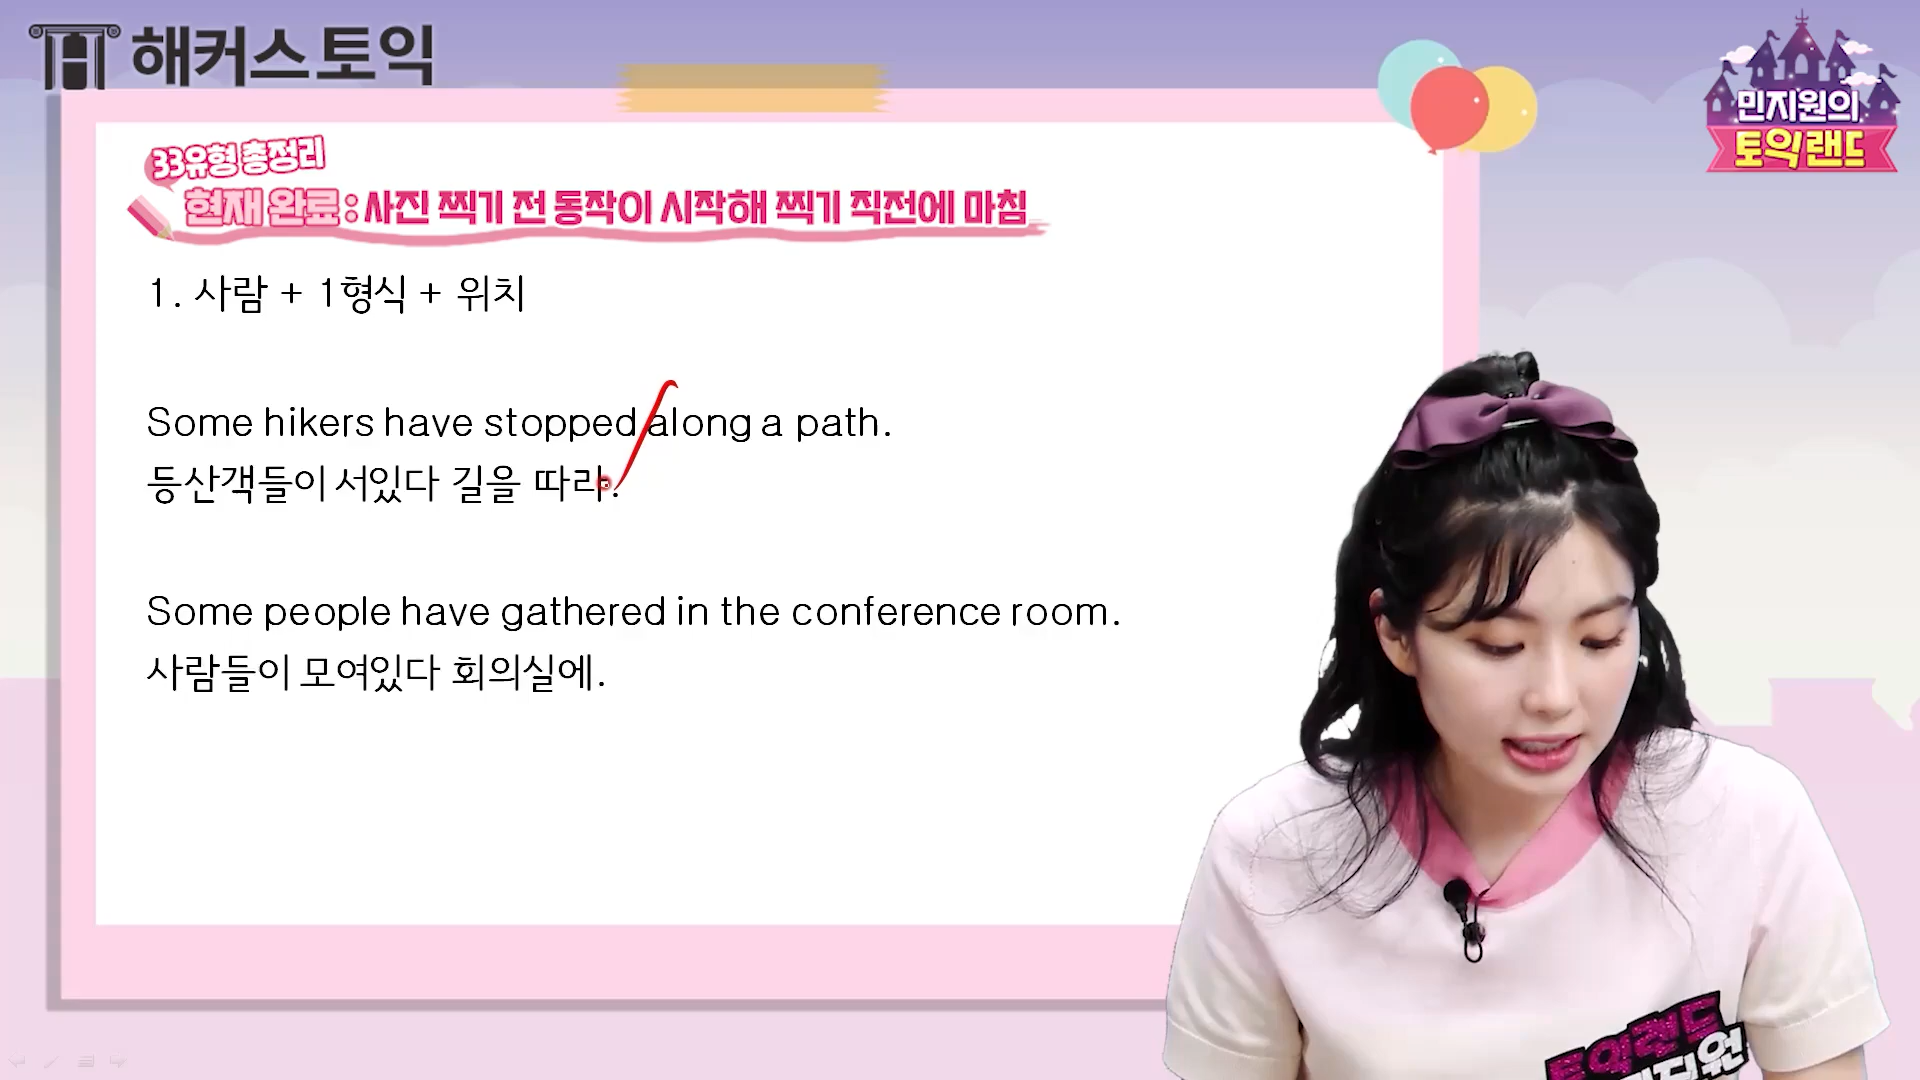 해커스토익
민지원의
토익랜드
33유형 총정리
현재 완료 : 사진 찍기 전 동작이 시작해 찍기 직전에 마침
1. 사람 + 1형식 + 위치
Some hikers have stopped along a path.
등산객들이 서있다 길을 따라.
Some people have gathered in the conference room.
사람들이 모여있다 회의실에.
토익랜드